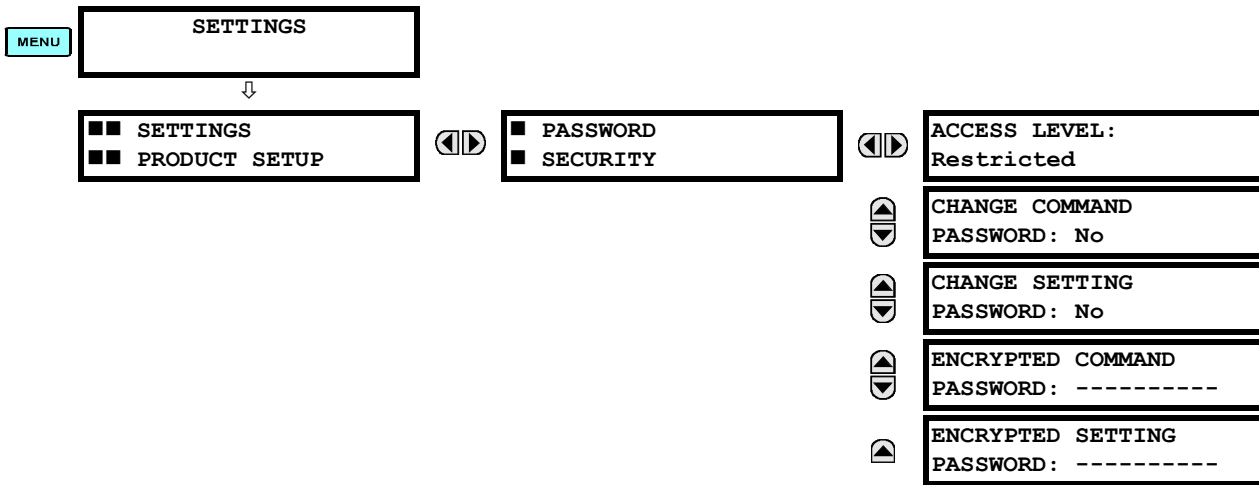 MENU
SETTINGS
■■ SETTINGS
■■ PRODUCT SETUP
■ PASSWORD
■ SECURITY
ACCESS LEVEL:
Restricted
CHANGE COMMAND
PASSWORD: No
CHANGE SETTING
PASSWORD: No
ENCRYPTED COMMAND
PASSWORD: ----------
ENCRYPTED SETTING
PASSWORD: ----------